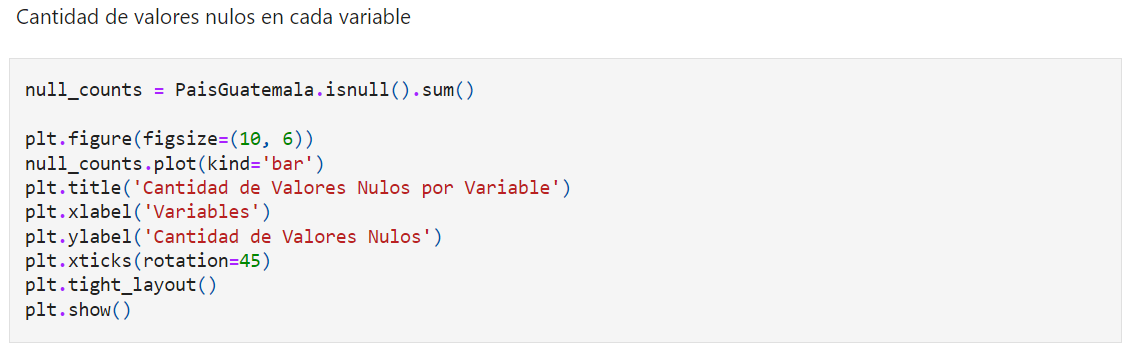 Cantidad de valores nulos en cada variable
null_counts = PaisGuatemala.isnull().sum()
plt.figure(figsize=(10, 6))
null_counts.plot(kind='bar')
plt.title('Cantidad de Valores Nulos por Variable')
plt.xlabel('Variables')
plt.ylabel('Cantidad de Valores Nulos')
plt.xticks(rotation=45)
plt.tight_layout()
plt.show()